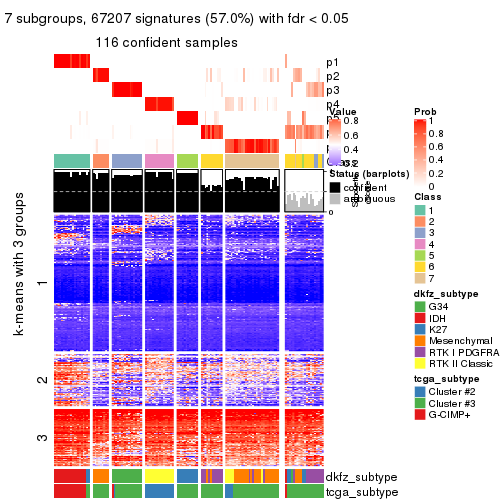 7 subgroups, 67207 signatures (57.0%) with fdr < 0.05
116 confident samples
p1
p2
p3
p4
Value
0.8
0.6
0.4
0.2
Status (barplots)
confident
ambiguous
0
k-means with 3 groups
1
2
3
dkfz_subtype
tcga_subtype
Prob
1
0.8
0.6
0.4
0.2
0
Class
1
2
3
4
5
6
7
dkfz_subtype
G34
IDH
K27
Mesenchymal
RTK I PDGFRA
RTK II Classic
tcga_subtype
Cluster #2
Cluster #3
G-CIMP+